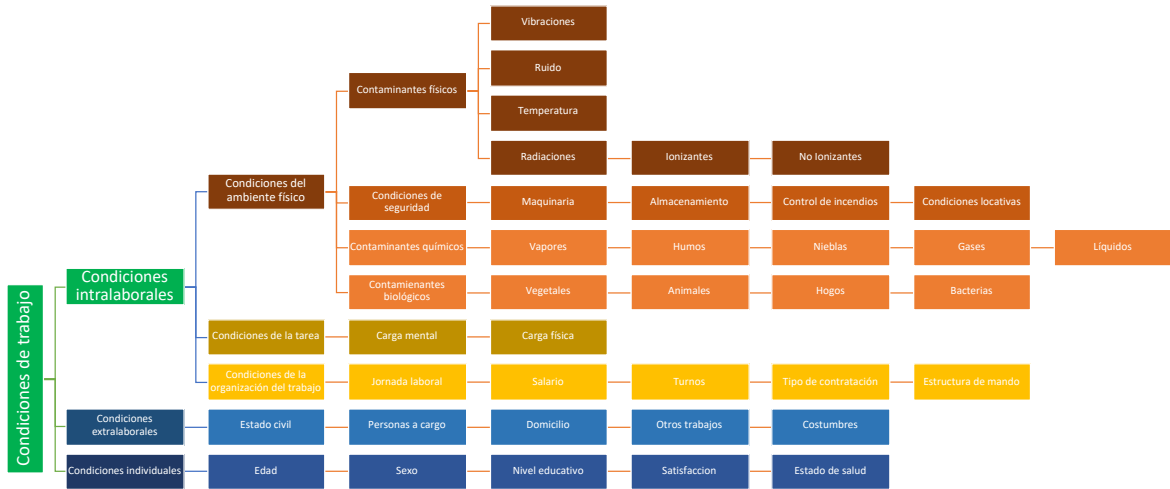 Vibraciones
Ruido
Contaminantes físicos
Temperatura
Radiaciones
Ionizantes
No Ionizantes
Condiciones del
ambiente físico
Condiciones de
seguridad
Maquinaria
Almacenamiento
Control de incendios
Condiciones locativas
Contaminantes químicos
Vapores
Humos
Nieblas
Gases
Líquidos
Condiciones
intralaborales
Contamienantes
biológicos
Vegetales
Animales
Hogos
Bacterias
Condiciones de trabajo
Condiciones de la tarea
Carga mental
Carga física
Condiciones de la
organización del trabajo
Jornada laboral
Salario
Turnos
Tipo de contratación
Estructura de mando
Condiciones
extralaborales
Estado civil
Personas a cargo
Domicilio
Otros trabajos
Costumbres
Condiciones individuales
Edad
Sexo
Nivel educativo
Satisfaccion
Estado de salud